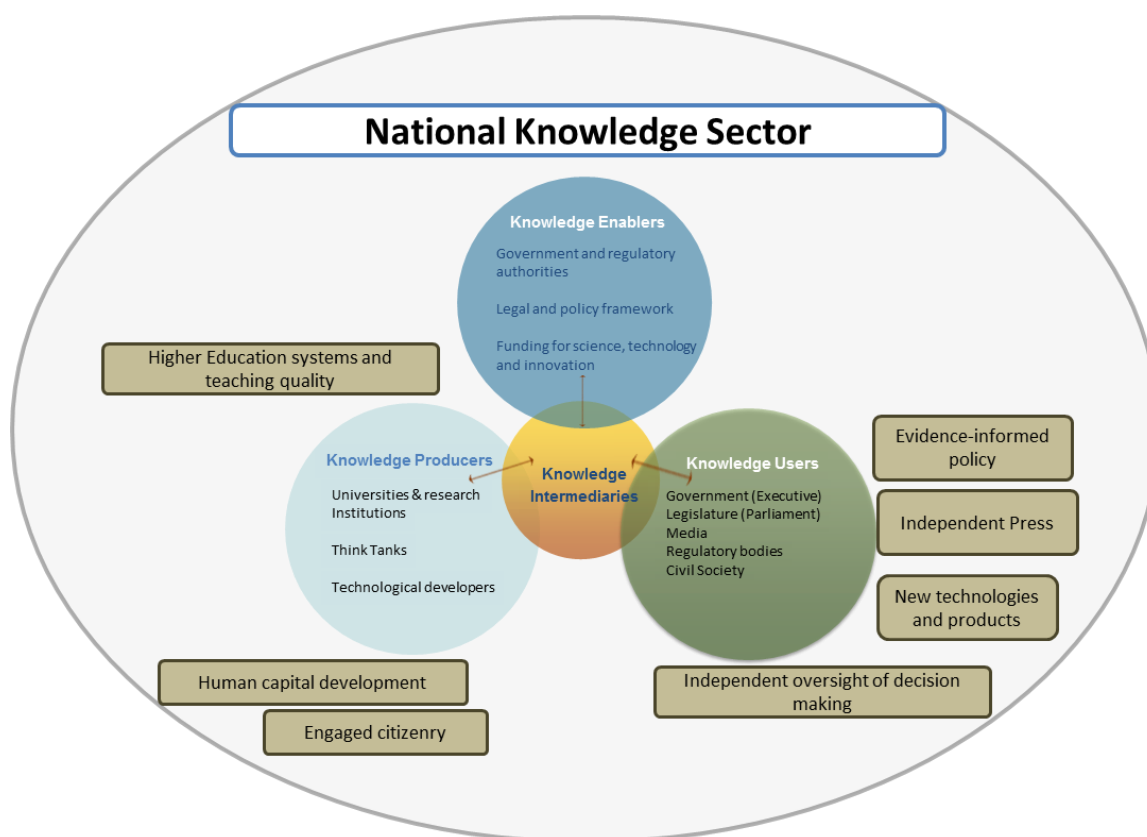 National Knowledge Sector
Knowledge Enablers
Government and regulatory
authorities
Legal and policy framework
Funding for science, technology
and innovation
Higher Education systems and
teaching quality
Knowledge Producers
Universities & research
Institutions
Think Tanks
Technological developers
Knowledge
Intermediaries
Knowledge Users
Government (Executive)
Legislature (Parliament)
Media
Regulatory bodies
Civil Society
Evidence-informed
policy
Independent Press
New technologies
and products
Human capital development
Engaged citizenry
Independent oversight of decision
making